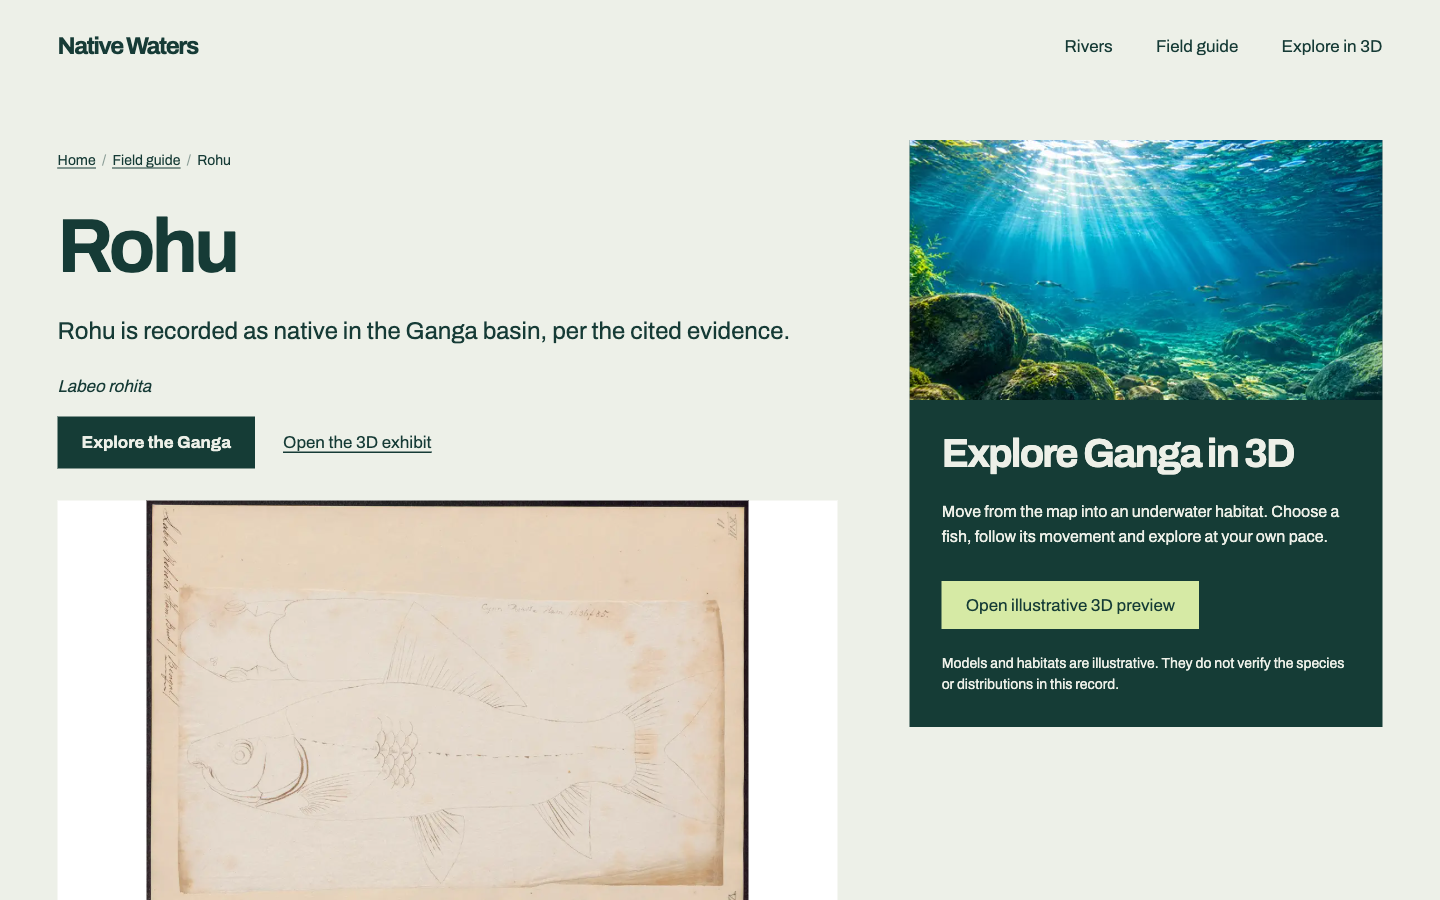 Native Waters
Rivers
Field guide
Explore in 3D
Home / Field guide / Rohu
Rohu
Rohu is recorded as native in the Ganga basin, per the cited evidence.
Labeo rohita
Explore the Ganga
Open the 3D exhibit
Explore Ganga in 3D
Move from the map into an underwater habitat. Choose a
fish, follow its movement and explore at your own pace.
Open illustrative 3D preview
Models and habitats are illustrative. They do not verify the species
or distributions in this record.